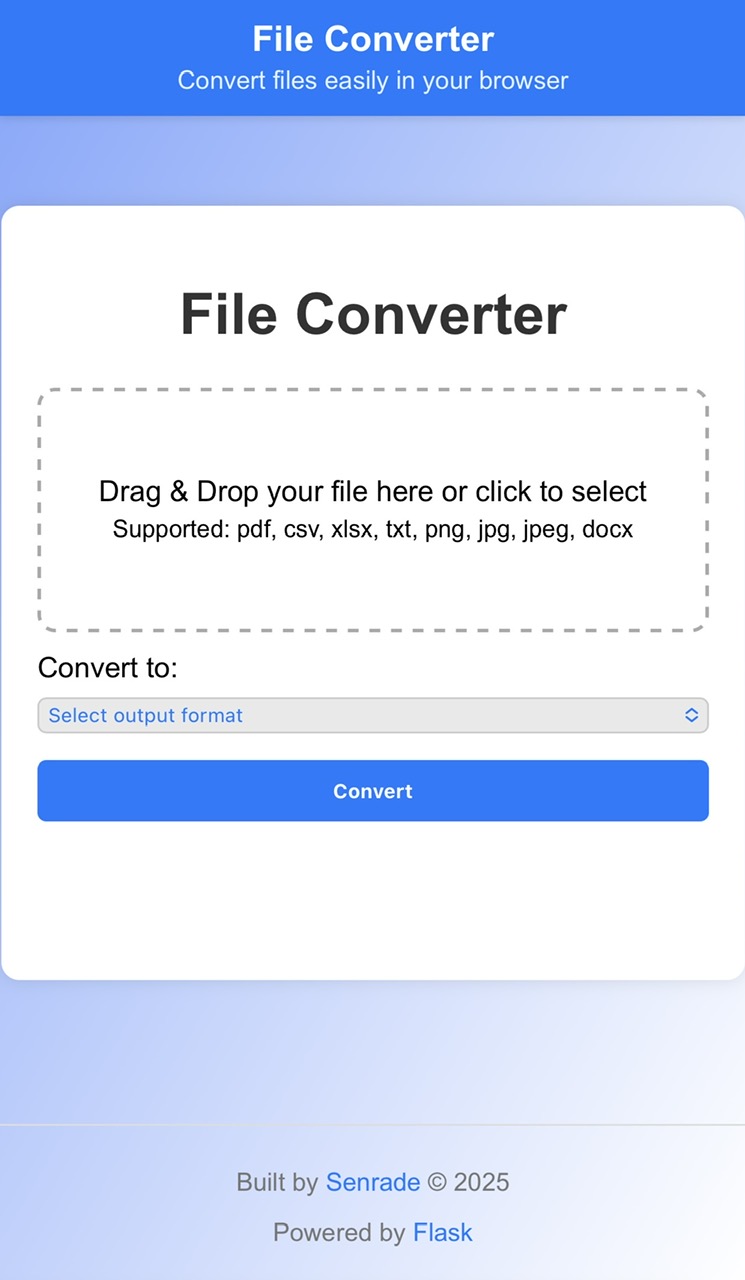 File Converter
Convert files easily in your browser
File Converter
Drag & Drop your file here or click to select
Supported: pdf, csv, xlsx, txt, png, jpg, jpeg, docx
Convert to:
Select output format
Convert
Built by Senrade © 2025
Powered by Flask